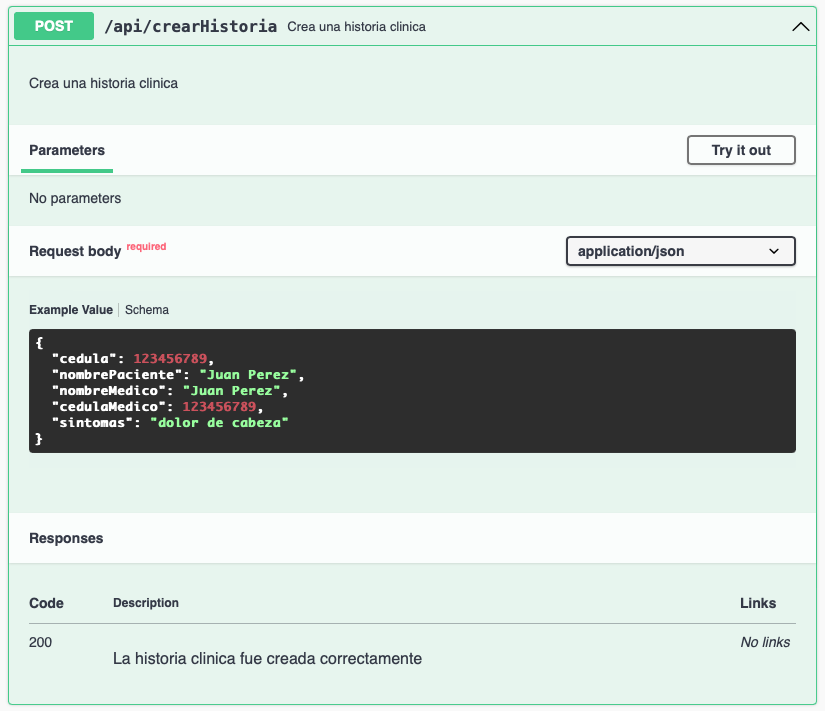 POST /api/crearHistoria Crea una historia clinica
Crea una historia clinica
Parameters Try it out
No parameters
Request body required application/json
Example Value Schema
{
"cedula": 123456789,
"nombrePaciente": "Juan Perez",
"nombreMedico": "Juan Perez",
"cedulaMedico": 123456789,
"sintomas": "dolor de cabeza"
}
Responses
Code Description Links
200 La historia clinica fue creada correctamente No links